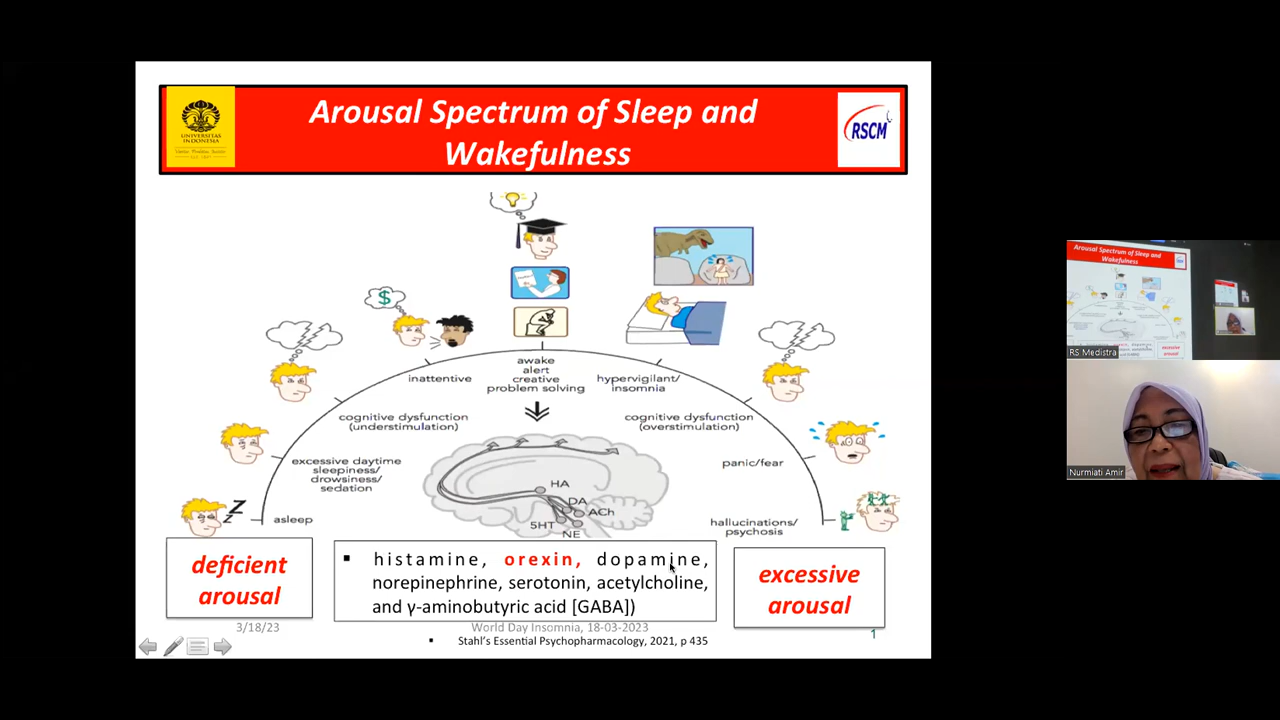 Arousal Spectrum of Sleep and
Wakefulness
UNIVERSITAS
INDONESIA
RSCM
$
inattentive
awake
alert
creative
problem solving
hypervigilant/
insomnia
cognitive dysfunction
(understimulation)
cognitive dysfunction
(overstimulation)
excessive daytime
sleepiness/
drowsiness/
sedation
panic/fear
asleep
z
z
hallucinations/
psychosis
HA
DA
ACh
5HT
NE
deficient
arousal
▪ histamine, orexin, dopamine,
norepinephrine, serotonin, acetylcholine,
and γ-aminobutyric acid [GABA])
excessive
arousal
3/18/23
World Day Insomnia, 18-03-2023
1
▪ Stahl's Essential Psychopharmacology, 2021, p 435
Arousal Spectrum of Sleep and
Wakefulness
RS Medistra
excessive
arousal
Nurmiati Amir